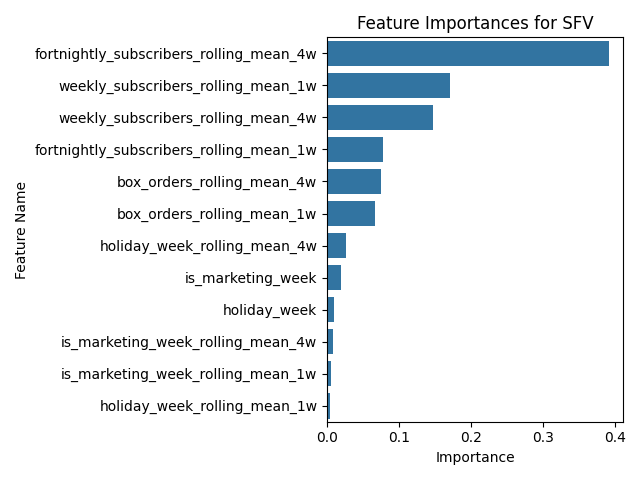 Feature Importances for SFV
fortnightly_subscribers_rolling_mean_4w
weekly_subscribers_rolling_mean_1w
weekly_subscribers_rolling_mean_4w
fortnightly_subscribers_rolling_mean_1w
box_orders_rolling_mean_4w
box_orders_rolling_mean_1w
holiday_week_rolling_mean_4w
is_marketing_week
holiday_week
is_marketing_week_rolling_mean_4w
is_marketing_week_rolling_mean_1w
holiday_week_rolling_mean_1w
Feature Name
0.0 0.1 0.2 0.3 0.4
Importance